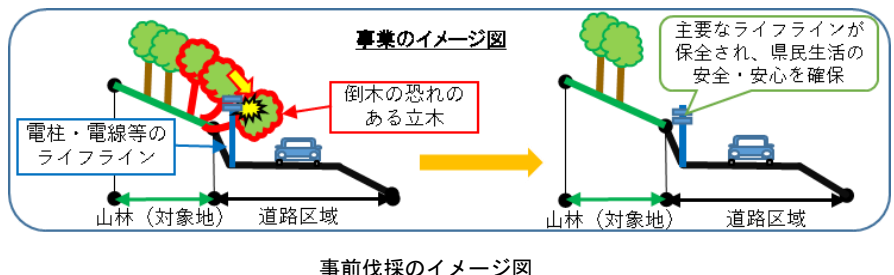 事業のイメージ図
倒木の恐れの
ある立木
電柱・電線等の
ライフライン
山林（対象地）
道路区域
主要なライフラインが
保全され、県民生活の
安全・安心を確保
山林（対象地）
道路区域
事前伐採のイメージ図